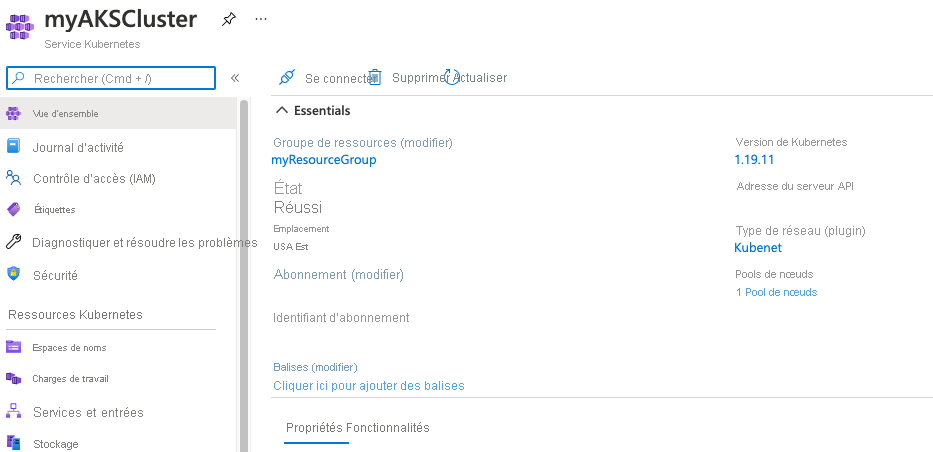 myAKSCluster
Service Kubernetes
Rechercher (Cmd + /)
«
Vue d'ensemble
Journal d'activité
Contrôle d'accès (IAM)
Étiquettes
Diagnostiquer et résoudre les problèmes
Sécurité
Ressources Kubernetes
Espaces de noms
Charges de travail
Services et entrées
Stockage
Se connecter Supprimer Actualiser
Essentials
Groupe de ressources (modifier)
myResourceGroup
État
Réussi
Emplacement
USA Est
Abonnement (modifier)
Identifiant d'abonnement
Balises (modifier)
Cliquer ici pour ajouter des balises
Version de Kubernetes
1.19.11
Adresse du serveur API
Type de réseau (plugin)
Kubenet
Pools de nœuds
1 Pool de nœuds
Propriétés Fonctionnalités